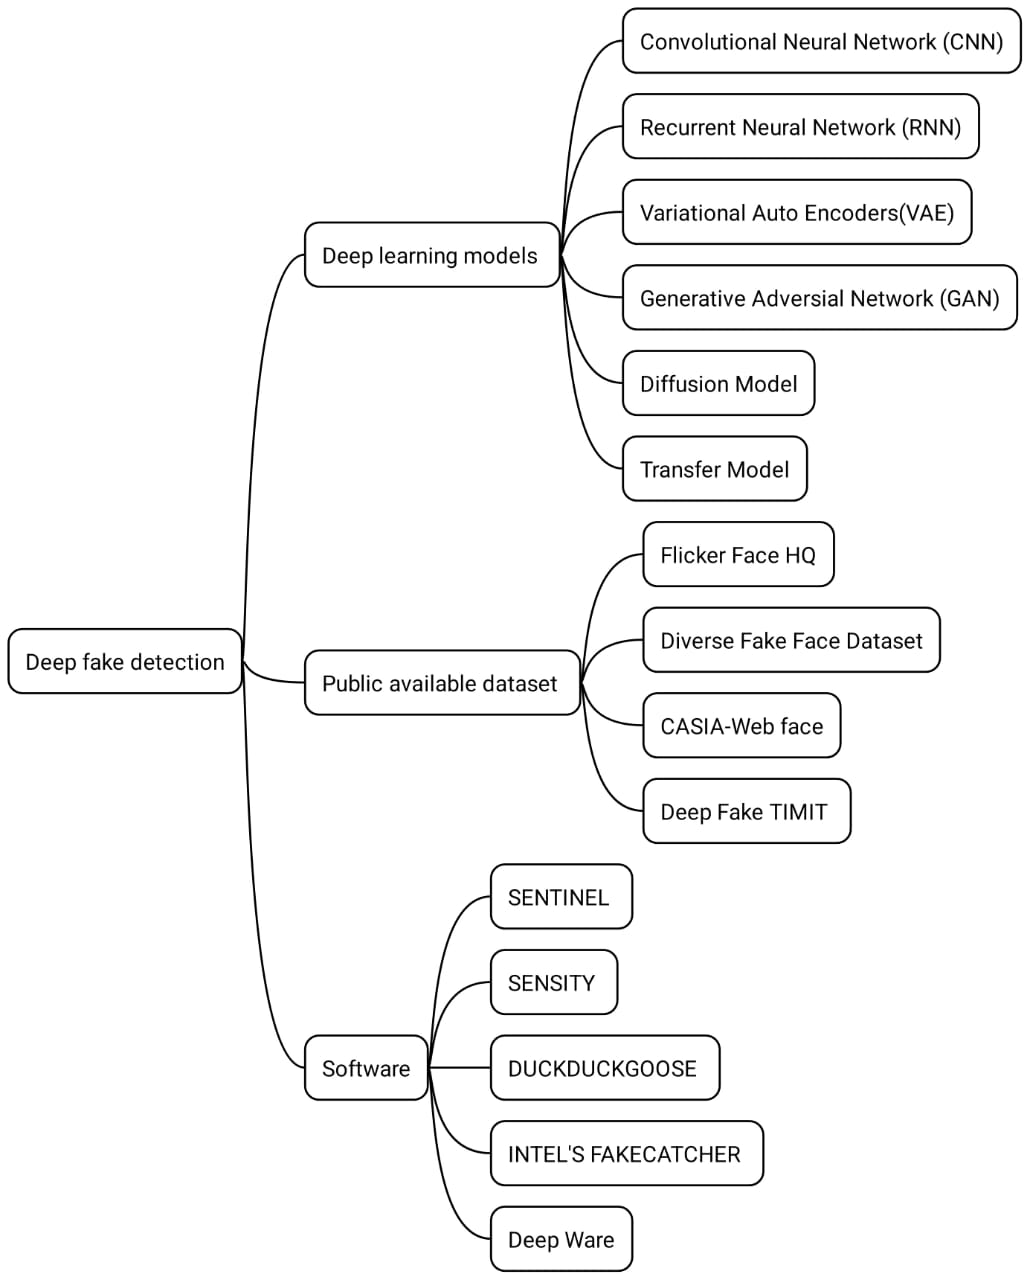 Deep fake detection
Deep learning models
Convolutional Neural Network (CNN)
Recurrent Neural Network (RNN)
Variational Auto Encoders(VAE)
Generative Adversial Network (GAN)
Diffusion Model
Transfer Model
Public available dataset
Flicker Face HQ
Diverse Fake Face Dataset
CASIA-Web face
Deep Fake TIMIT
Software
SENTINEL
SENSITY
DUCKDUCKGOOSE
INTEL'S FAKECATCHER
Deep Ware